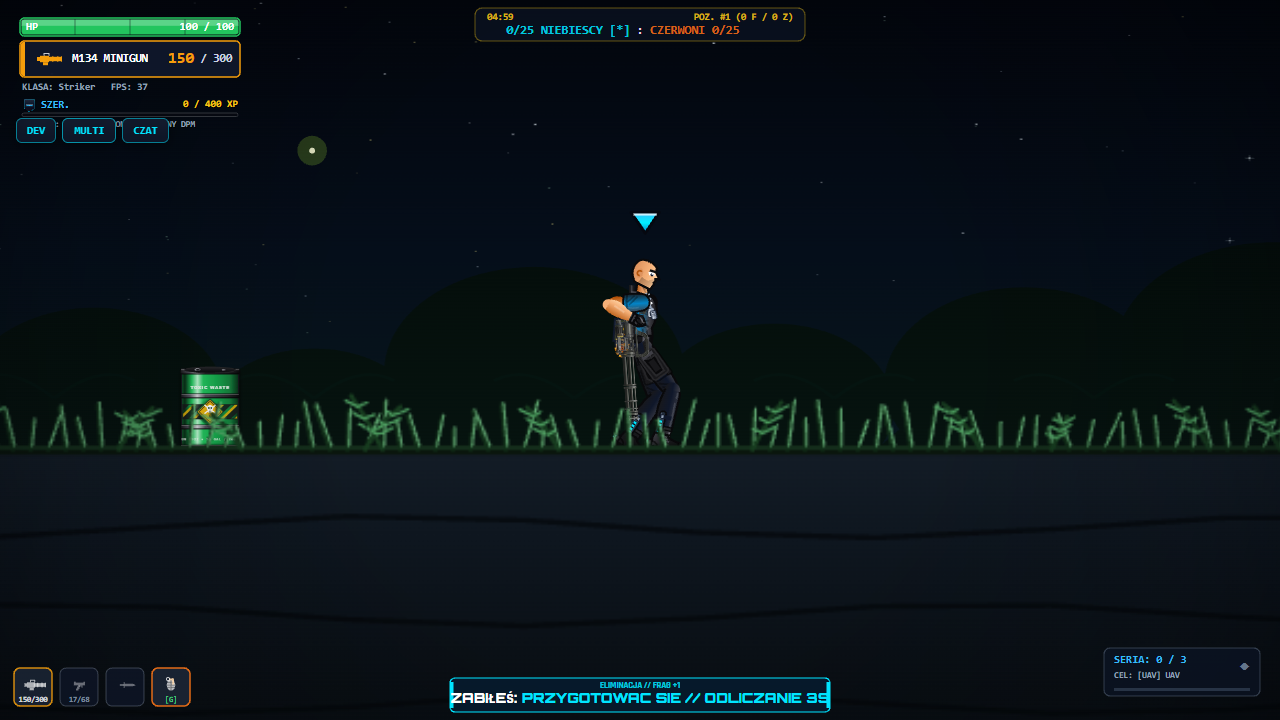 HP 100 / 100
M134 MINIGUN 150 / 300
KLASA: Striker FPS: 37
SZER. 0 / 400 XP
DPM
DEV MULTI CZAT
04:59 POZ. #1 (0 F / 0 Z)
0/25 NIEBIESCY [*] : CZERWONI 0/25
TOXIC WASTE
150/300 17/68 [G]
ELIMINACJA // FRAG +1
ZABIŁEŚ: PRZYGOTOWAC SIE // ODLICZANIE 3S
SERIA: 0 / 3
CEL: [UAV] UAV